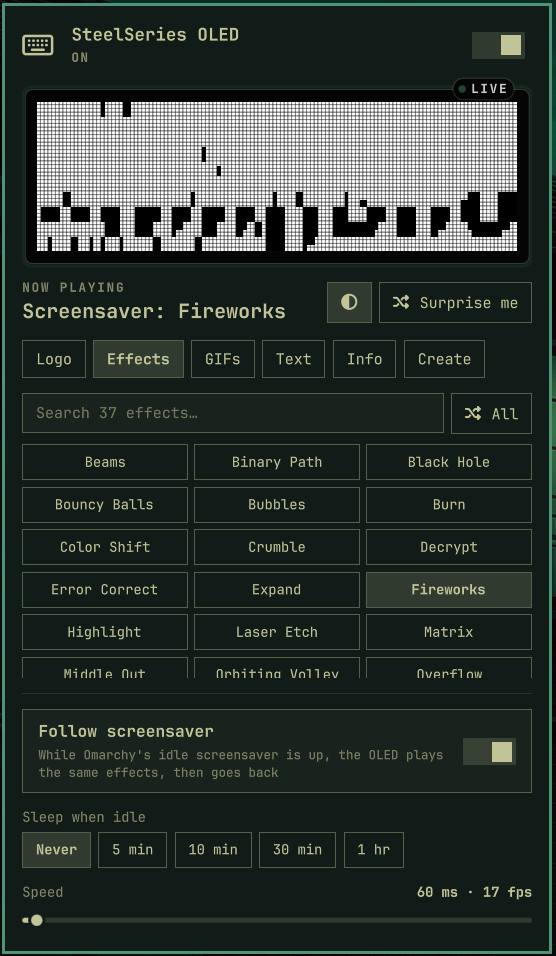 SteelSeries OLED
ON
LIVE
NOW PLAYING
Screensaver: Fireworks
Surprise me
Logo
Effects
GIFs
Text
Info
Create
Search 37 effects…
All
Beams
Binary Path
Black Hole
Bouncy Balls
Bubbles
Burn
Color Shift
Crumble
Decrypt
Error Correct
Expand
Fireworks
Highlight
Laser Etch
Matrix
Middle Out
Orbiting Volley
Overflow
Follow screensaver
While Omarchy's idle screensaver is up, the OLED plays
the same effects, then goes back
Sleep when idle
Never
5 min
10 min
30 min
1 hr
Speed
60 ms · 17 fps